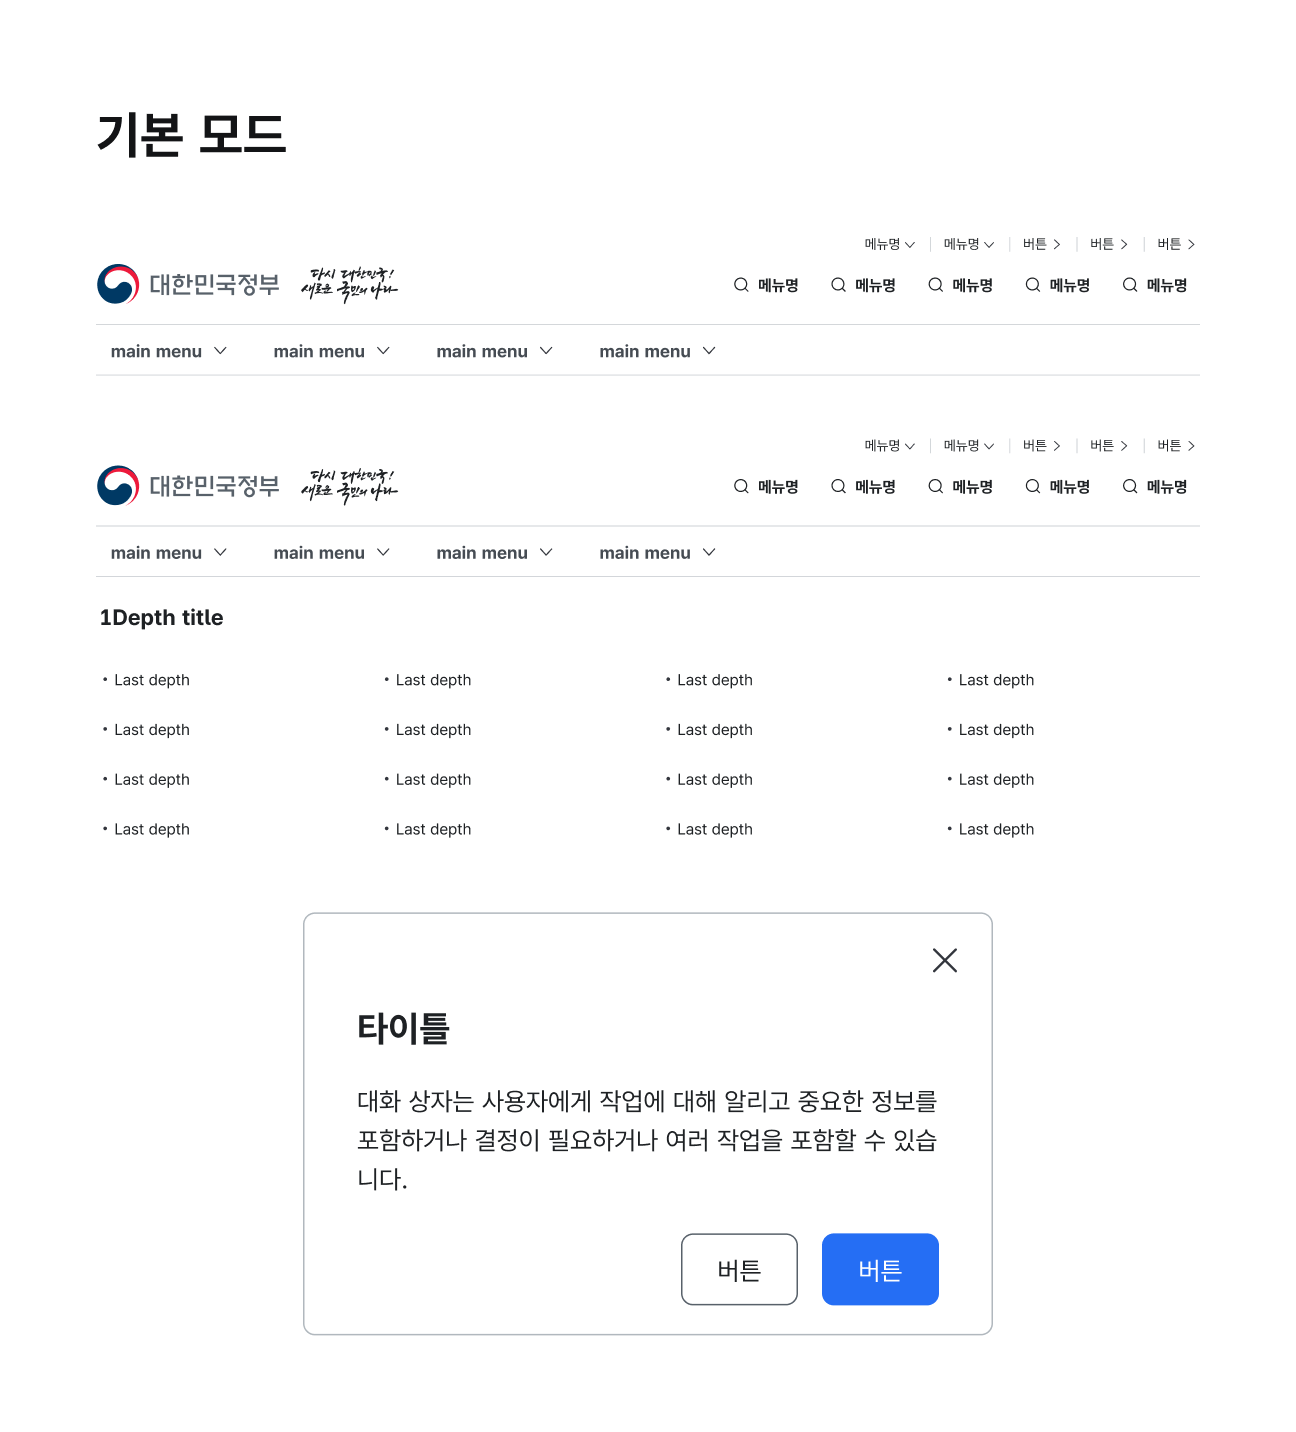 기본 모드
메뉴명 메뉴명 버튼 버튼 버튼
대한민국정부 다시 대한민국! 새로운 국민의 나라 메뉴명 메뉴명 메뉴명 메뉴명 메뉴명
main menu main menu main menu main menu
메뉴명 메뉴명 버튼 버튼 버튼
대한민국정부 다시 대한민국! 새로운 국민의 나라 메뉴명 메뉴명 메뉴명 메뉴명 메뉴명
main menu main menu main menu main menu
1Depth title
· Last depth · Last depth · Last depth · Last depth
· Last depth · Last depth · Last depth · Last depth
· Last depth · Last depth · Last depth · Last depth
· Last depth · Last depth · Last depth · Last depth
타이틀
대화 상자는 사용자에게 작업에 대해 알리고 중요한 정보를
포함하거나 결정이 필요하거나 여러 작업을 포함할 수 있습
니다.
버튼 버튼